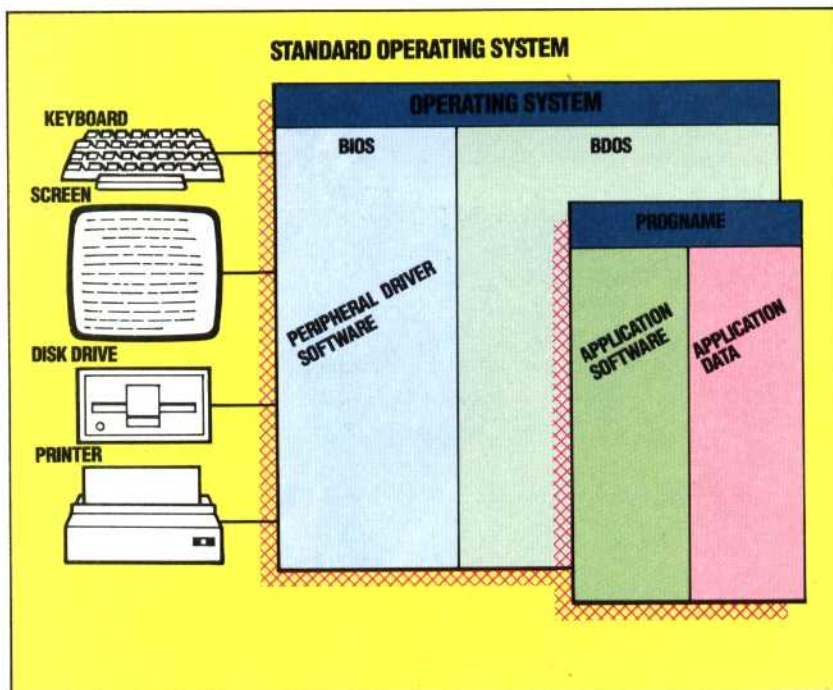 STANDARD OPERATING SYSTEM
OPERATING SYSTEM
KEYBOARD
BIOS
BDOS
SCREEN
PROGNAME
PERIPHERAL DRIVER
SOFTWARE
APPLICATION
SOFTWARE
APPLICATION
DATA
DISK DRIVE
PRINTER